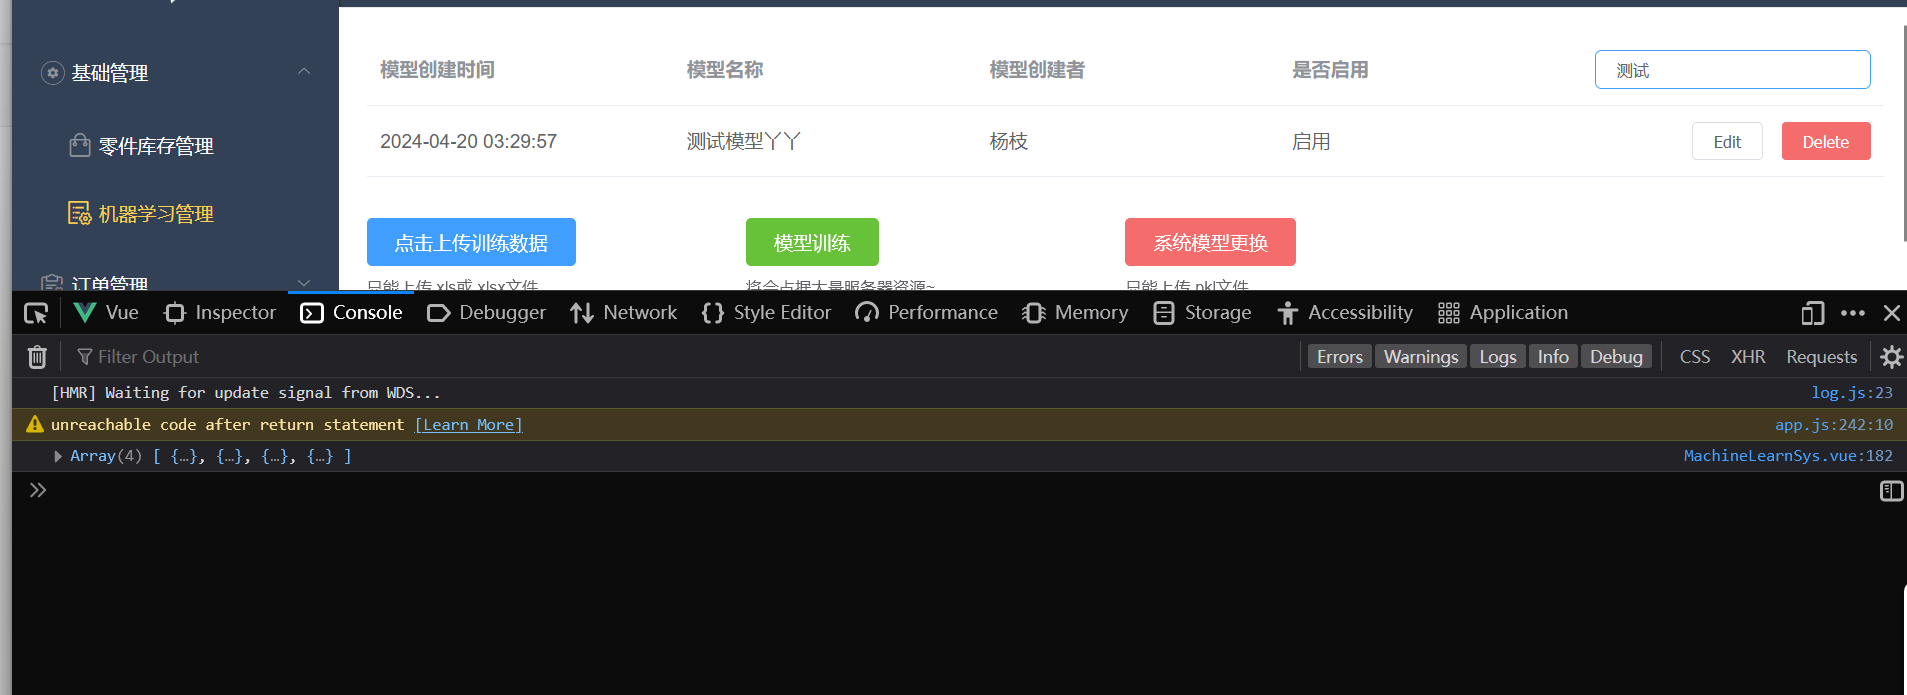 基础管理
零件库存管理
机器学习管理
订单管理
模型创建时间 模型名称 模型创建者 是否启用 测试
2024-04-20 03:29:57 测试模型丫丫 杨枝 启用 Edit Delete
点击上传训练数据 模型训练 系统模型更换
只能上传.xls或.xlsx文件 将会占据大量服务器资源~ 只能上传.pkl文件
Vue Inspector Console Debugger Network Style Editor Performance Memory Storage Accessibility Application
Filter Output Errors Warnings Logs Info Debug CSS XHR Requests
[HMR] Waiting for update signal from WDS... log.js:23
unreachable code after return statement [Learn More] app.js:242:10
Array(4) [ {…}, {…}, {…}, {…} ] MachineLearnSys.vue:182